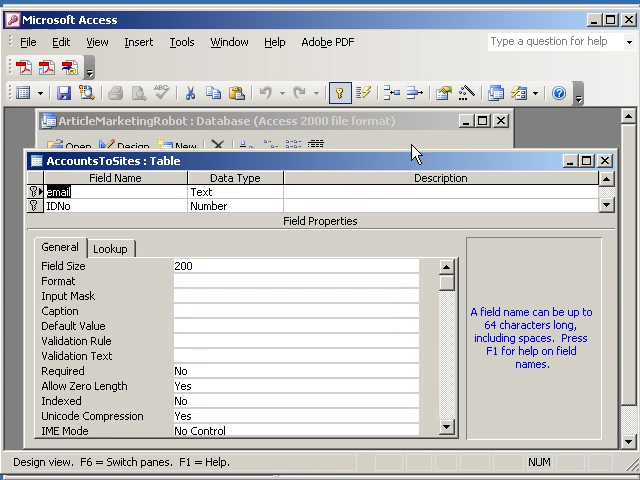 Microsoft Access
File Edit View Insert Tools Window Help Adobe PDF Type a question for help
ABC
ArticleMarketingRobot : Database (Access 2000 file format)
Open Design New
AccountsToSites : Table
Field Name Data Type Description
email Text
IDNo Number
Field Properties
General Lookup
Field Size 200
Format
Input Mask
Caption
Default Value
Validation Rule
Validation Text
Required No
Allow Zero Length Yes
Indexed No
Unicode Compression Yes
IME Mode No Control
A field name can be up to
64 characters long,
including spaces. Press
F1 for help on field
names.
Design view. F6 = Switch panes. F1 = Help. NUM